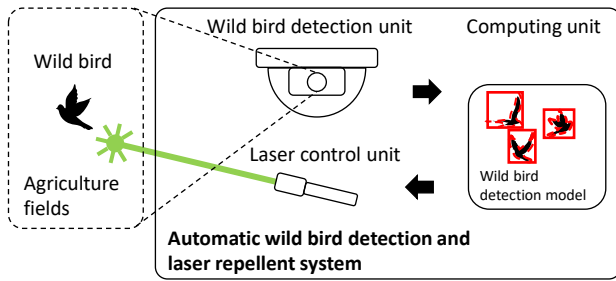 Wild bird detection unit
Computing unit
Wild bird
Laser control unit
Agriculture
fields
Wild bird
detection model
Automatic wild bird detection and
laser repellent system